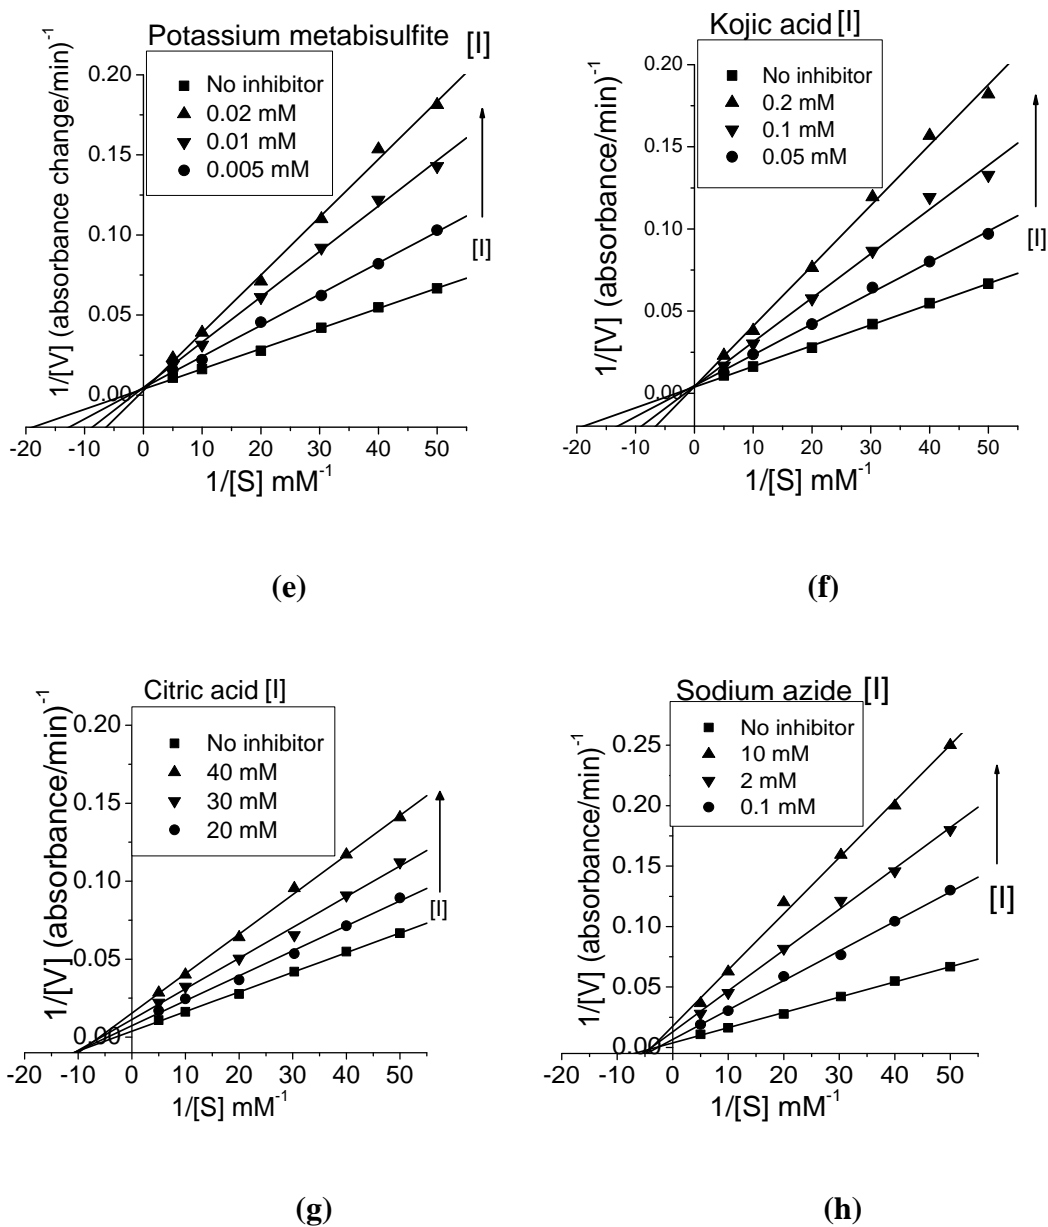 Potassium metabisulfite [I]
1/[V] (absorbance change/min)-1
No inhibitor
0.02 mM
0.01 mM
0.005 mM
0.20
0.15
0.10
0.05
0.00
[I]
-20 -10 0 10 20 30 40 50
1/[S] mM-1
(e)
Kojic acid [I]
1/[V] (absorbance/min)-1
No inhibitor
0.2 mM
0.1 mM
0.05 mM
0.20
0.15
0.10
0.05
0.00
[I]
-20 -10 0 10 20 30 40 50
1/[S] mM-1
(f)
Citric acid [I]
1/[V] (absorbance/min)-1
No inhibitor
40 mM
30 mM
20 mM
0.20
0.15
0.10
0.05
0.00
[I]
-20 -10 0 10 20 30 40 50
1/[S] mM-1
(g)
Sodium azide [I]
1/[V] (absorbance/min)-1
No inhibitor
10 mM
2 mM
0.1 mM
0.25
0.20
0.15
0.10
0.05
0.00
[I]
-20 -10 0 10 20 30 40 50
1/[S] mM-1
(h)